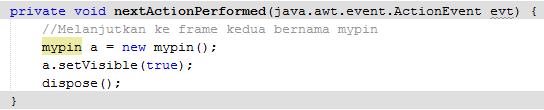 private void nextActionPerformed(java.awt.event.ActionEvent evt) {
//Melanjutkan ke frame kedua bernama mypin
mypin a = new mypin();
a.setVisible(true);
dispose();
}